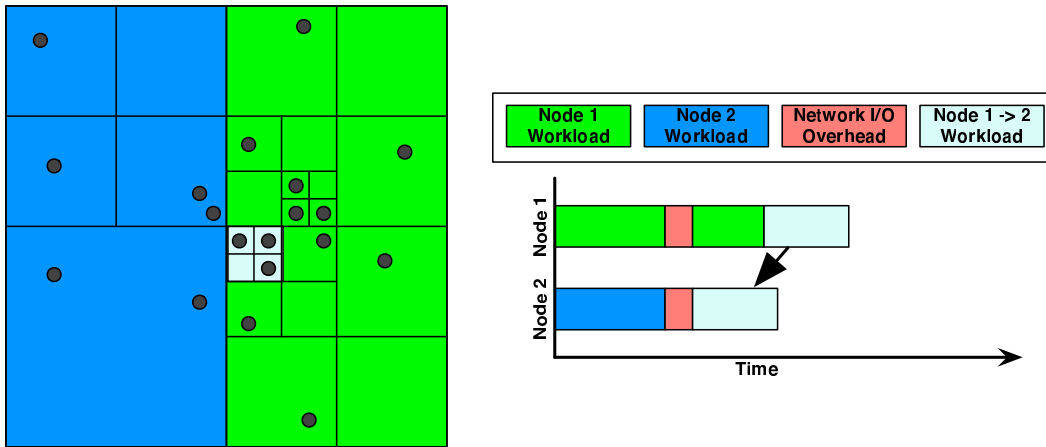 Node 1
Workload
Node 2
Workload
Network I/O
Overhead
Node 1 -> 2
Workload
Node 1
Node 2
Time